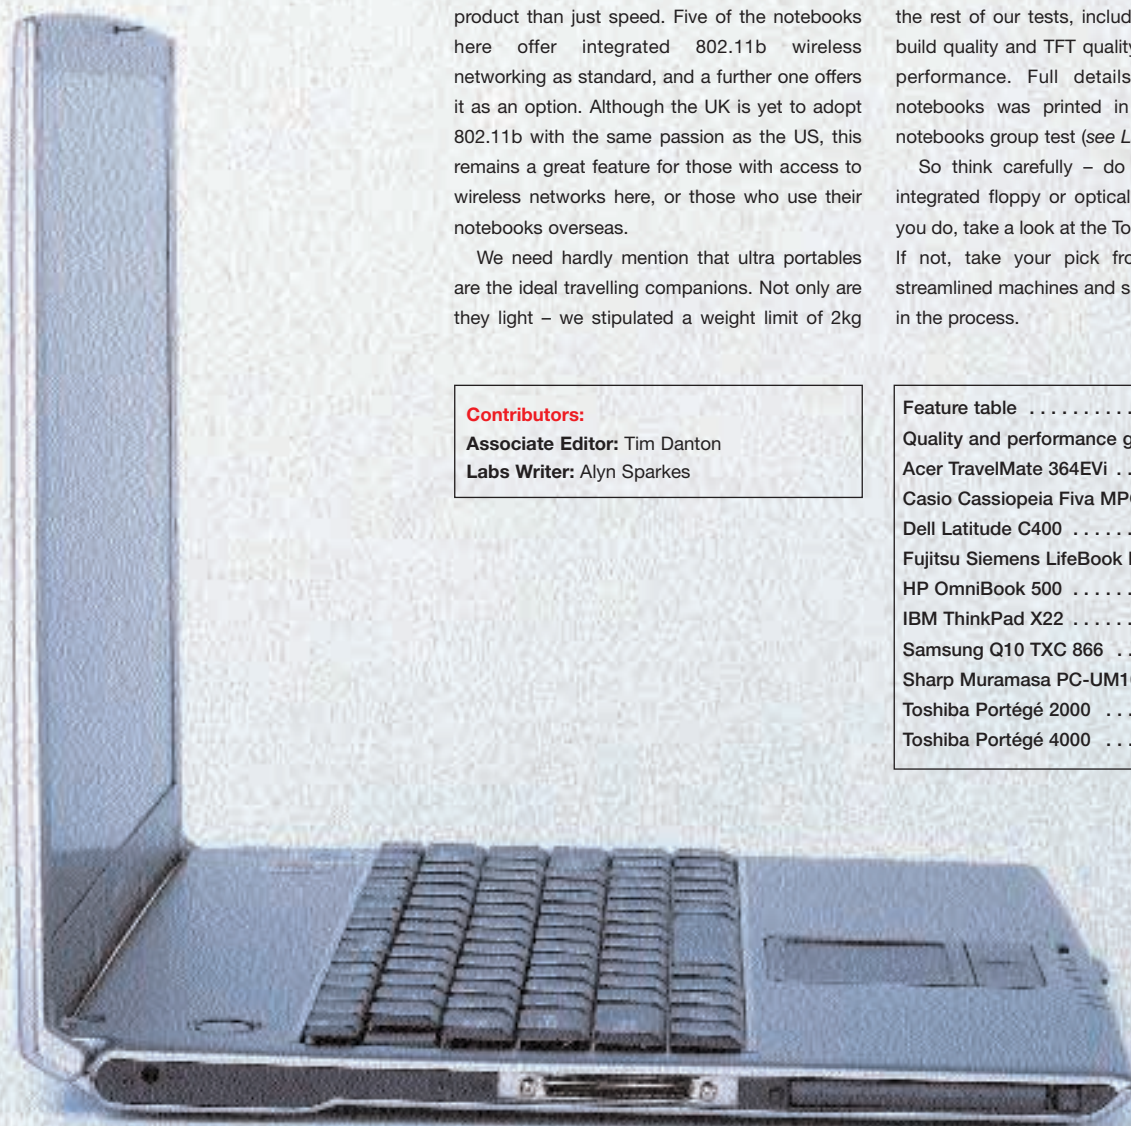 product than just speed. Five of the notebooks
here offer integrated 802.11b wireless
networking as standard, and a further one offers
it as an option. Although the UK is yet to adopt
802.11b with the same passion as the US, this
remains a great feature for those with access to
wireless networks here, or those who use their
notebooks overseas.
We need hardly mention that ultra portables
are the ideal travelling companions. Not only are
they light – we stipulated a weight limit of 2kg
the rest of our tests, includ
build quality and TFT quality
performance. Full details
notebooks was printed in
notebooks group test (see L
So think carefully – do
integrated floppy or optical
you do, take a look at the To
If not, take your pick fro
streamlined machines and s
in the process.
Contributors:
Associate Editor: Tim Danton
Labs Writer: Alyn Sparkes
Feature table . . . . . . . . . .
Quality and performance g
Acer TravelMate 364EVi . .
Casio Cassiopeia Fiva MP
Dell Latitude C400 . . . . . .
Fujitsu Siemens LifeBook
HP OmniBook 500 . . . . . .
IBM ThinkPad X22 . . . . . .
Samsung Q10 TXC 866 . .
Sharp Muramasa PC-UM1
Toshiba Portégé 2000 . . .
Toshiba Portégé 4000 . . .